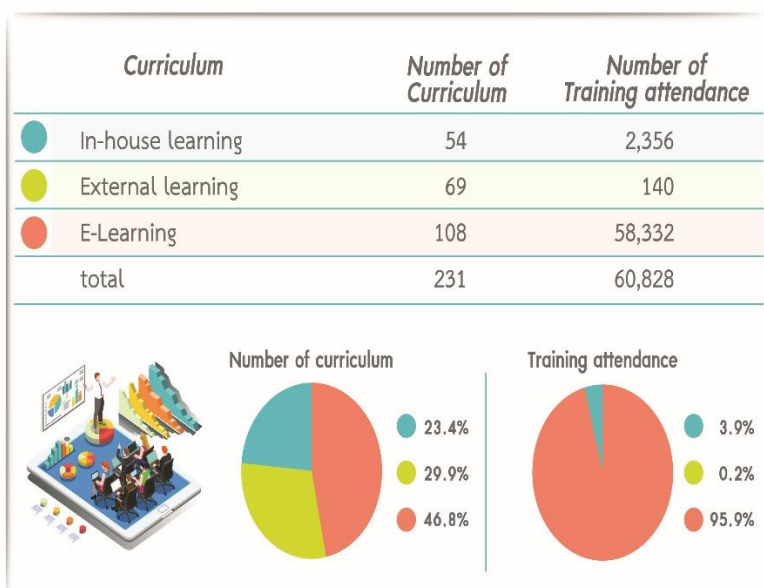 Curriculum Number of Curriculum Number of Training attendance
In-house learning 54 2,356
External learning 69 140
E-Learning 108 58,332
total 231 60,828
Number of curriculum
23.4%
29.9%
46.8%
Training attendance
3.9%
0.2%
95.9%